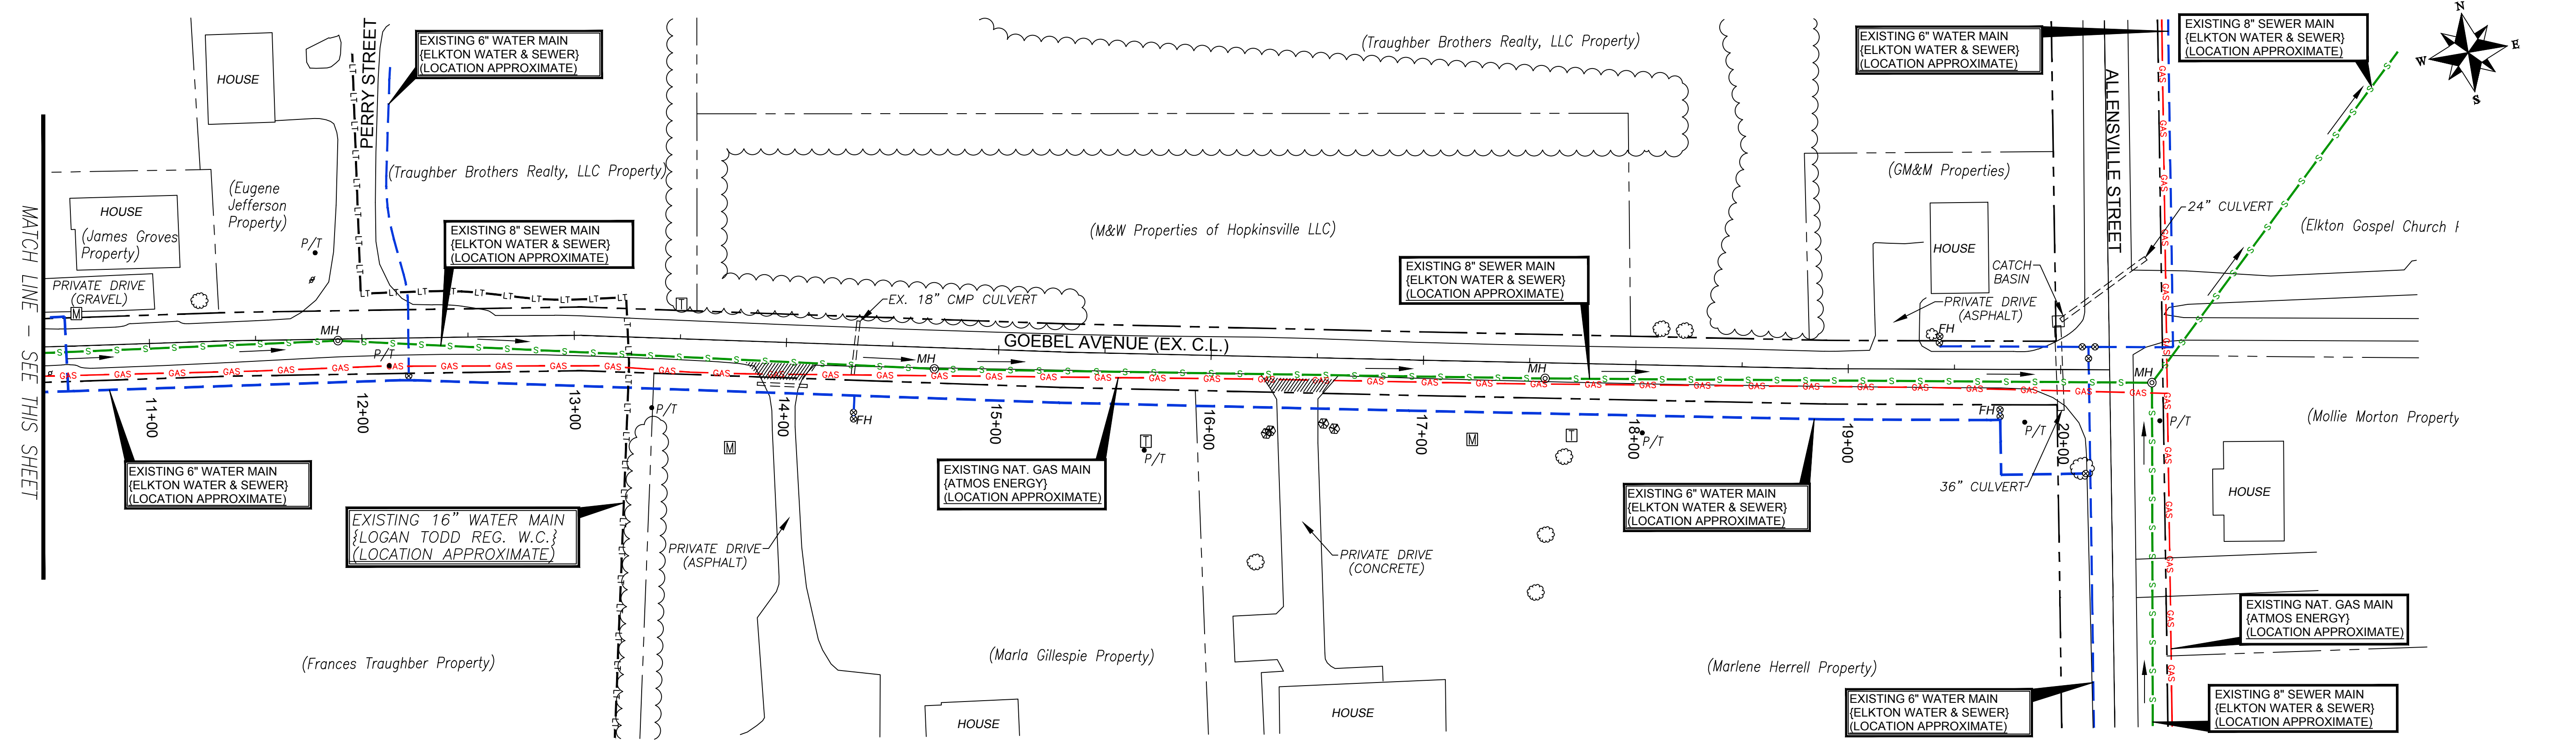 EXISTING 6" WATER MAIN
{ELKTON WATER & SEWER}
(LOCATION APPROXIMATE)
(Traughber Brothers Realty, LLC Property)
EXISTING 6" WATER MAIN
{ELKTON WATER & SEWER}
(LOCATION APPROXIMATE)
EXISTING 8" SEWER MAIN
{ELKTON WATER & SEWER}
(LOCATION APPROXIMATE)
N
E
W
S
HOUSE
PERRY STREET
ALLENSVILLE STREET
(Traughber Brothers Realty, LLC Property)
(GM&M Properties)
(Eugene
Jefferson
Property)
HOUSE
(James Groves
Property)
P/T
24" CULVERT
(Elkton Gospel Church
(M&W Properties of Hopkinsville LLC)
EXISTING 8" SEWER MAIN
{ELKTON WATER & SEWER}
(LOCATION APPROXIMATE)
HOUSE
EXISTING 8" SEWER MAIN
{ELKTON WATER & SEWER}
(LOCATION APPROXIMATE)
CATCH
BASIN
PRIVATE DRIVE
(GRAVEL)
M
T
EX. 18" CMP CULVERT
PRIVATE DRIVE
(ASPHALT)
FH
MATCH LINE - SEE THIS SHEET
MH
P/T
MH
GOEBEL AVENUE (EX. C.L.)
MH
MH
11+00
12+00
13+00
14+00
15+00
16+00
17+00
18+00
19+00
20+00
P/T
FH
M
T
P/T
M
T
P/T
FH
P/T
P/T
(Mollie Morton Property
EXISTING 6" WATER MAIN
{ELKTON WATER & SEWER}
(LOCATION APPROXIMATE)
EXISTING NAT. GAS MAIN
{ATMOS ENERGY}
(LOCATION APPROXIMATE)
EXISTING 6" WATER MAIN
{ELKTON WATER & SEWER}
(LOCATION APPROXIMATE)
36" CULVERT
HOUSE
EXISTING 16" WATER MAIN
{LOGAN TODD REG. W.C.}
(LOCATION APPROXIMATE)
PRIVATE DRIVE
(ASPHALT)
PRIVATE DRIVE
(CONCRETE)
EXISTING NAT. GAS MAIN
{ATMOS ENERGY}
(LOCATION APPROXIMATE)
(Frances Traughber Property)
(Marla Gillespie Property)
(Marlene Herrell Property)
HOUSE
HOUSE
EXISTING 6" WATER MAIN
{ELKTON WATER & SEWER}
(LOCATION APPROXIMATE)
EXISTING 8" SEWER MAIN
{ELKTON WATER & SEWER}
(LOCATION APPROXIMATE)